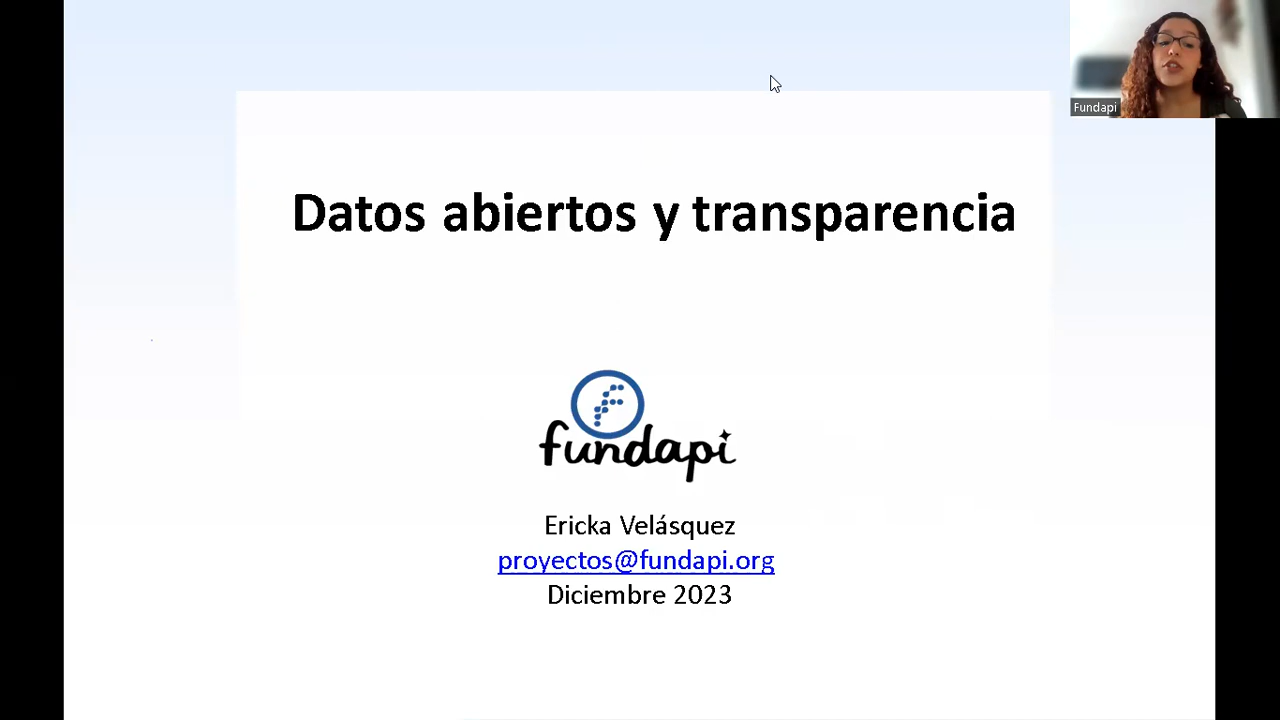 Fundapi
Datos abiertos y transparencia
fundapi
Ericka Velásquez
proyectos@fundapi.org
Diciembre 2023